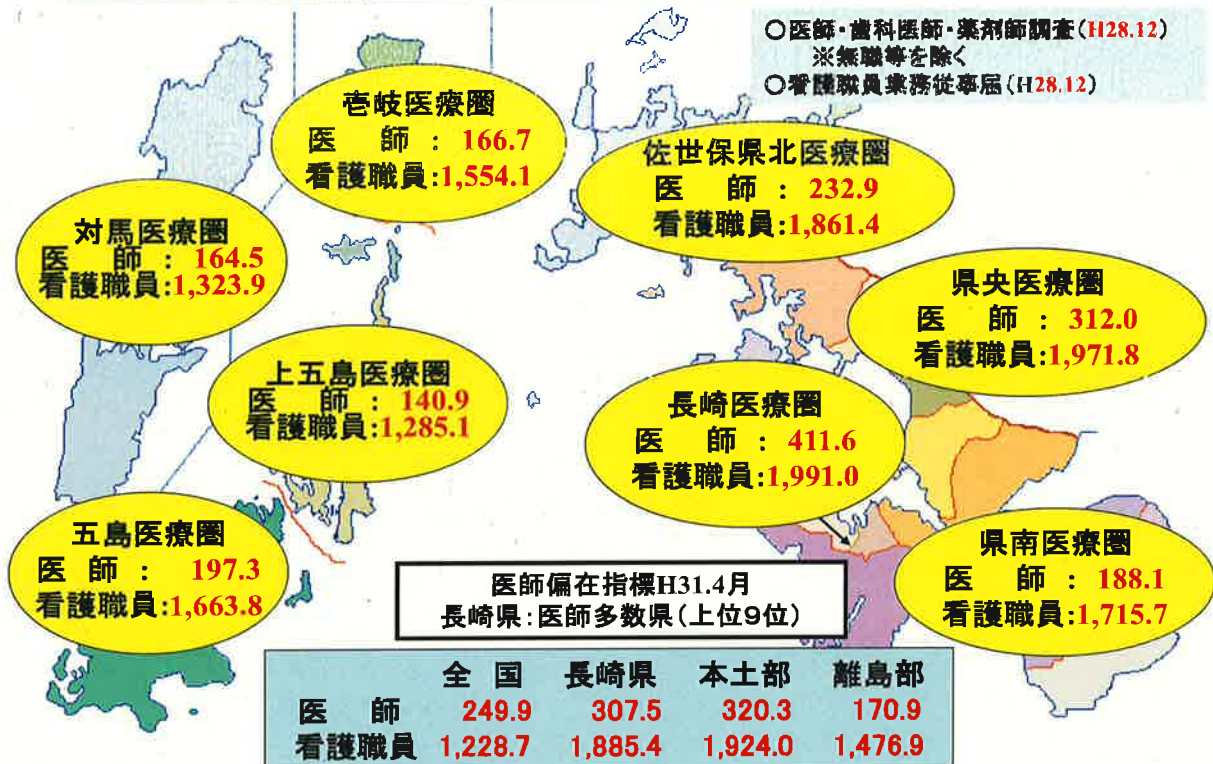 ○医師・歯科医師・薬剤師調査(H28.12)
※無職等を除く
○看護職員業務従事届(H28.12)
壱岐医療圏
医 師 : 166.7
看護職員:1,554.1
佐世保県北医療圏
医 師 : 232.9
看護職員:1,861.4
対馬医療圏
医 師 : 164.5
看護職員:1,323.9
県央医療圏
医 師 : 312.0
看護職員:1,971.8
上五島医療圏
医 師 : 140.9
看護職員:1,285.1
長崎医療圏
医 師 : 411.6
看護職員:1,991.0
五島医療圏
医 師 : 197.3
看護職員:1,663.8
県南医療圏
医 師 : 188.1
看護職員:1,715.7
医師偏在指標H31.4月
長崎県:医師多数県(上位9位)
全 国 長崎県 本土部 離島部
医 師 249.9 307.5 320.3 170.9
看護職員 1,228.7 1,885.4 1,924.0 1,476.9